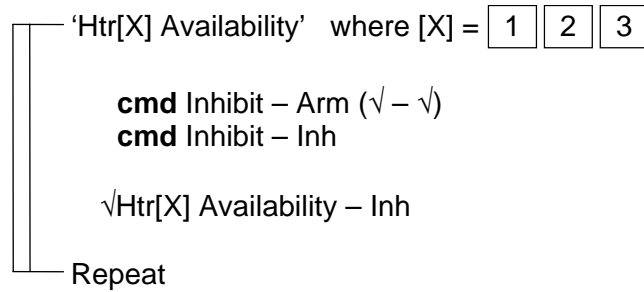 ‘Htr[X] Availability’ where [X] = 1 2 3
cmd Inhibit – Arm (√ – √)
cmd Inhibit – Inh
√Htr[X] Availability – Inh
Repeat